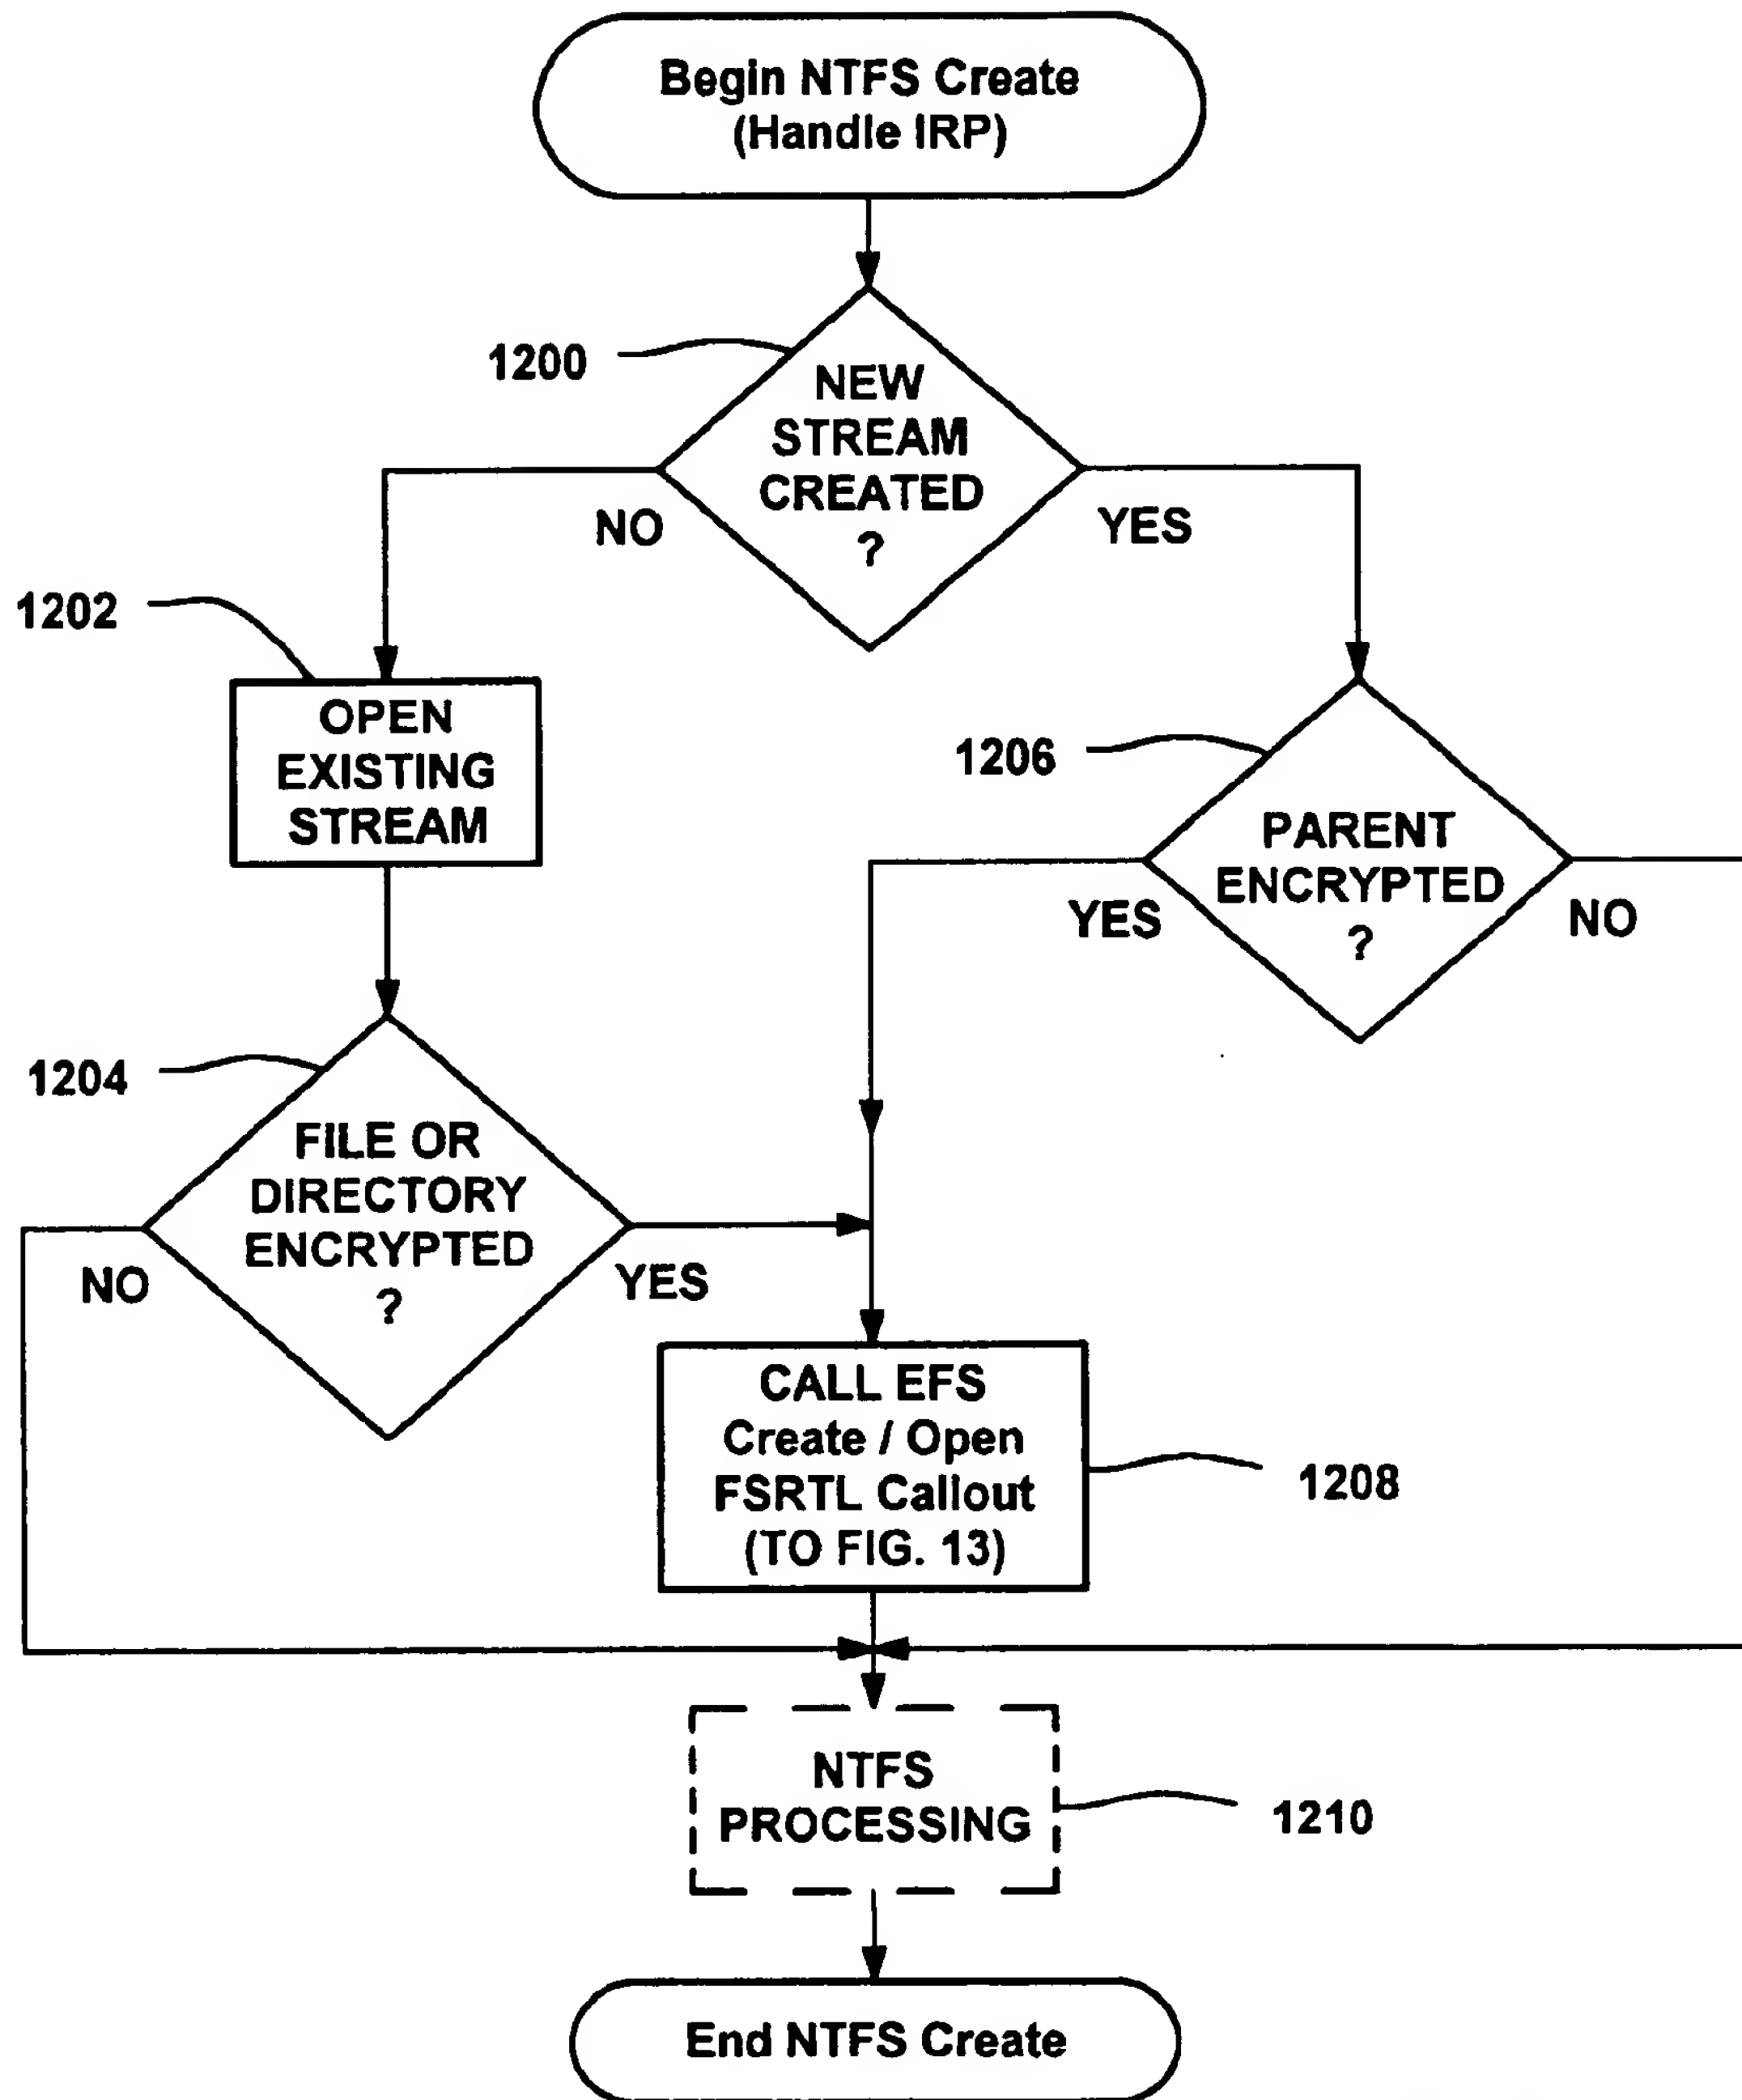 Begin NTFS Create
(Handle IRP)
1200
NEW
STREAM
CREATED
?
NO
YES
1202
OPEN
EXISTING
STREAM
1206
PARENT
ENCRYPTED
?
YES
NO
1204
FILE OR
DIRECTORY
ENCRYPTED
?
NO
YES
CALL EFS
Create / Open
FSRTL Callout
(TO FIG. 13)
1208
NTFS
PROCESSING
1210
End NTFS Create